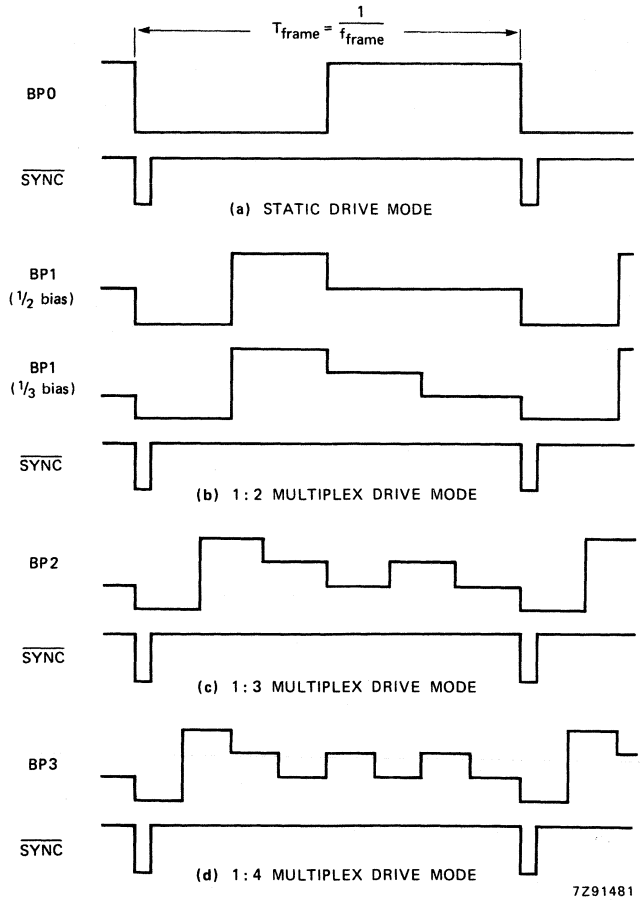 T_frame = 1 / f_frame
BP0
SYNC
(a) STATIC DRIVE MODE
BP1
(1/2 bias)
BP1
(1/3 bias)
SYNC
(b) 1 : 2 MULTIPLEX DRIVE MODE
BP2
SYNC
(c) 1 : 3 MULTIPLEX DRIVE MODE
BP3
SYNC
(d) 1 : 4 MULTIPLEX DRIVE MODE
7Z91481